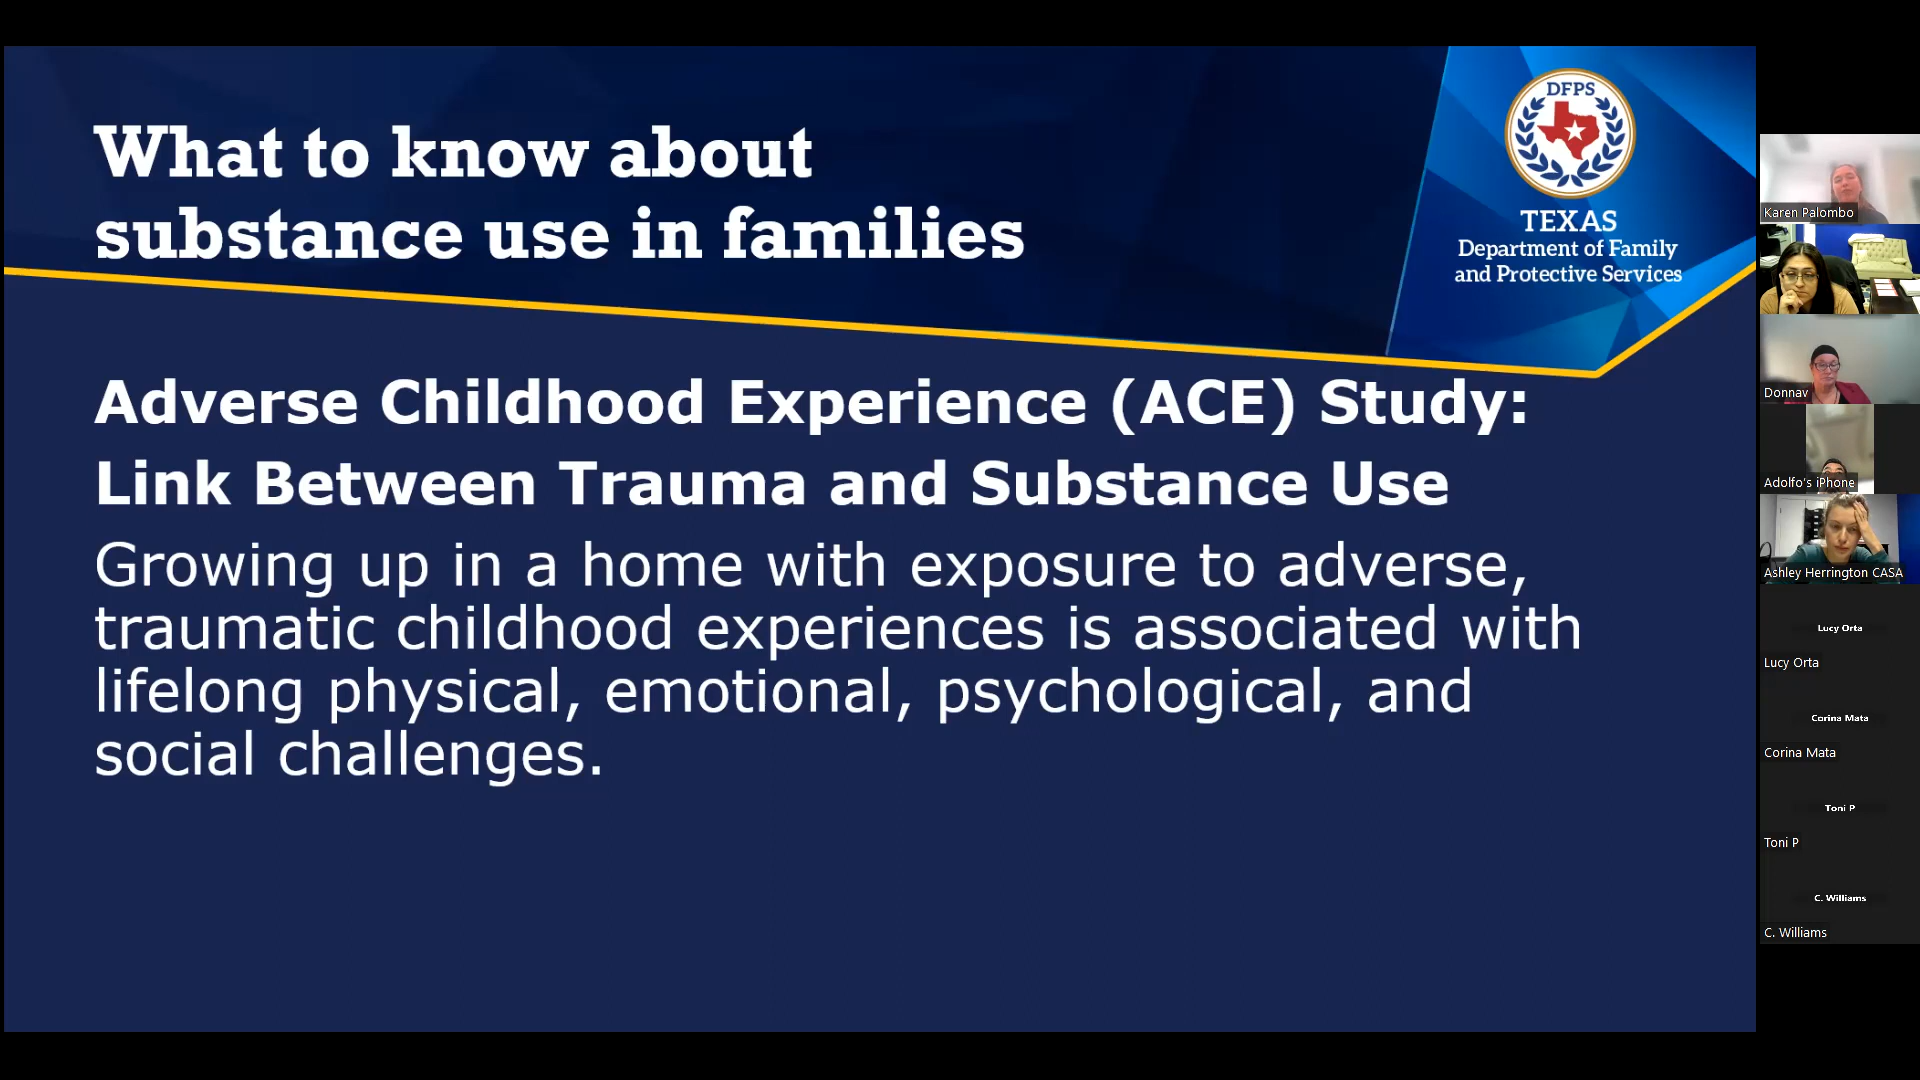 What to know about
substance use in families
DFPS
TEXAS
Department of Family
and Protective Services
Adverse Childhood Experience (ACE) Study:
Link Between Trauma and Substance Use
Growing up in a home with exposure to adverse,
traumatic childhood experiences is associated with
lifelong physical, emotional, psychological, and
social challenges.
Karen Palombo
Donnav
Adolfo's iPhone
Ashley Herrington CASA
Lucy Orta
Lucy Orta
Corina Mata
Corina Mata
Toni P
Toni P
C. Williams
C. Williams